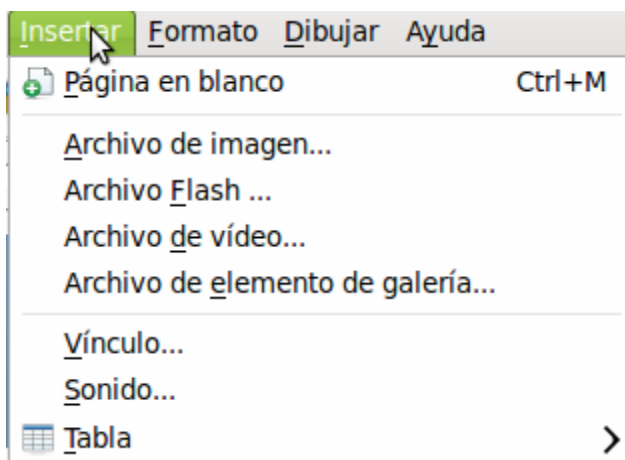 Insertar Formato Dibujar Ayuda
Página en blanco Ctrl+M
Archivo de imagen...
Archivo Flash ...
Archivo de vídeo...
Archivo de elemento de galería...
Vínculo...
Sonido...
Tabla